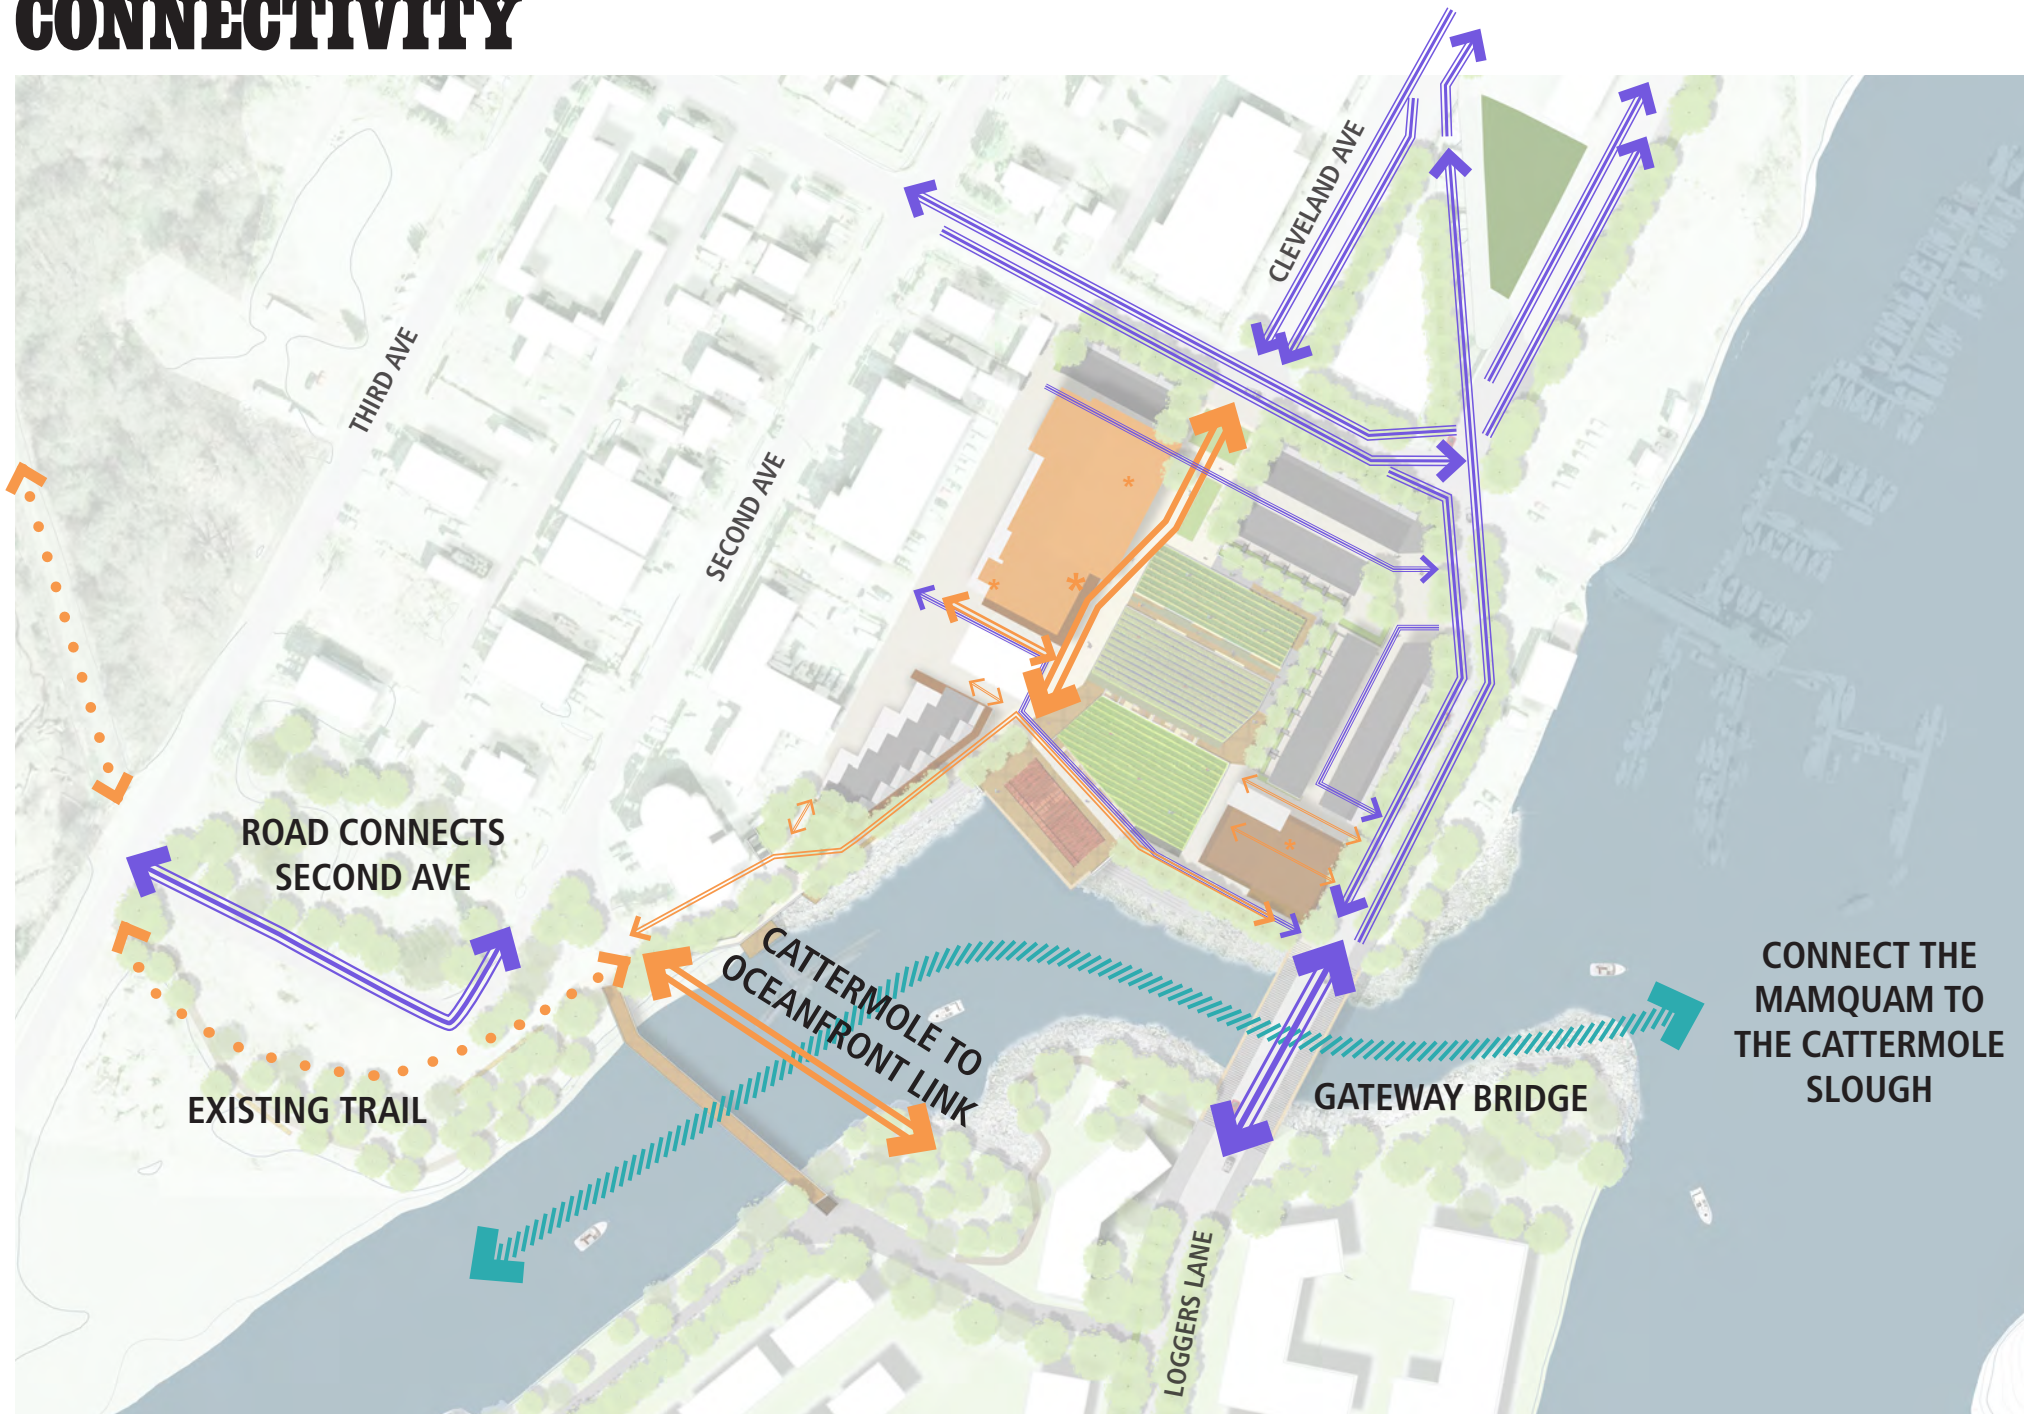 CONNECTIVITY
CLEVELAND AVE
THIRD AVE
SECOND AVE
ROAD CONNECTS
SECOND AVE
CATTERMOLE TO
OCEANFRONT LINK
CONNECT THE
MAMQUAM TO
THE CATTERMOLE
SLOUGH
EXISTING TRAIL
GATEWAY BRIDGE
LOGGERS LANE